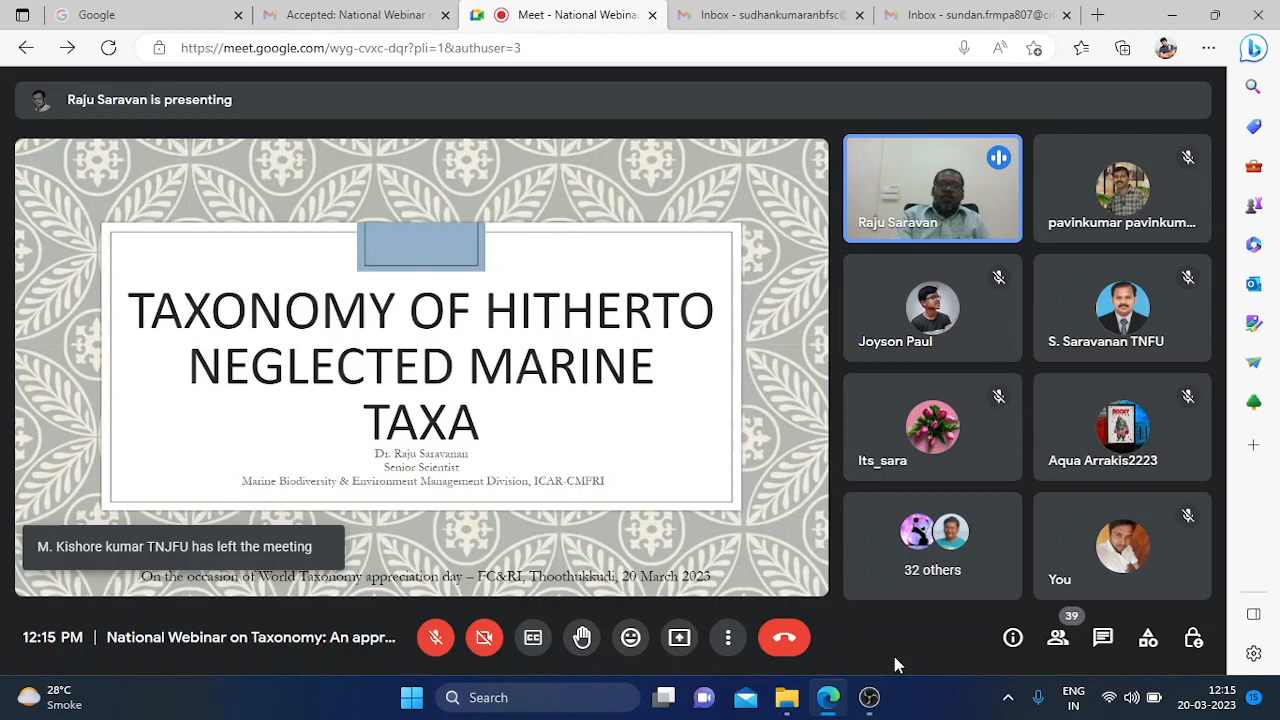 Google
Accepted: National Webinar
Meet - National Webinar
Inbox - sudhankumaranbfsc@
Inbox - sundan.frmpa807@ci
https://meet.google.com/wyg-cvxc-dqr?pli=1&authuser=3
Raju Saravan is presenting
TAXONOMY OF HITHERTO
NEGLECTED MARINE
TAXA
Dr. Raju Saravanan
Senior Scientist
Marine Biodiversity & Environment Management Division, ICAR-CMFRI
M. Kishore kumar TNJFU has left the meeting
On the occasion of World Taxonomy appreciation day – FC&RI, Thoothukkudi, 20 March 2023
Raju Saravan
pavinkumar pavinkum...
Joyson Paul
S. Saravanan TNFU
Its_sara
Aqua Arrakis2223
32 others
You
12:15 PM | National Webinar on Taxonomy: An appr...
39
28°C
Smoke
Search
ENG
IN
12:15
20-03-2023
15